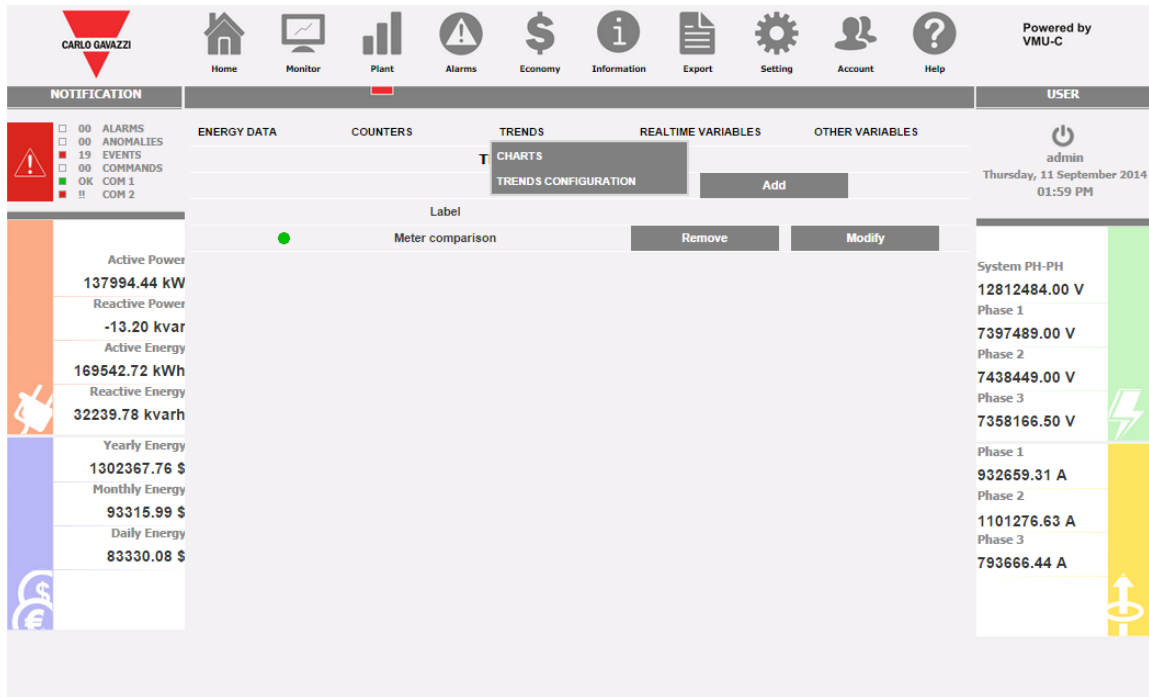 CARLO GAVAZZI
Home
Monitor
Plant
Alarms
Economy
Information
Export
Setting
Account
Help
Powered by
VMU-C
NOTIFICATION
USER
00 ALARMS
00 ANOMALIES
19 EVENTS
00 COMMANDS
OK COM 1
!! COM 2
ENERGY DATA
COUNTERS
TRENDS
REALTIME VARIABLES
OTHER VARIABLES
CHARTS
TRENDS CONFIGURATION
Add
Label
Meter comparison
Remove
Modify
admin
Thursday, 11 September 2014
01:59 PM
Active Power
137994.44 kW
Reactive Power
-13.20 kvar
Active Energy
169542.72 kWh
Reactive Energy
32239.78 kvarh
Yearly Energy
1302367.76 $
Monthly Energy
93315.99 $
Daily Energy
83330.08 $
System PH-PH
12812484.00 V
Phase 1
7397489.00 V
Phase 2
7438449.00 V
Phase 3
7358166.50 V
Phase 1
932659.31 A
Phase 2
1101276.63 A
Phase 3
793666.44 A